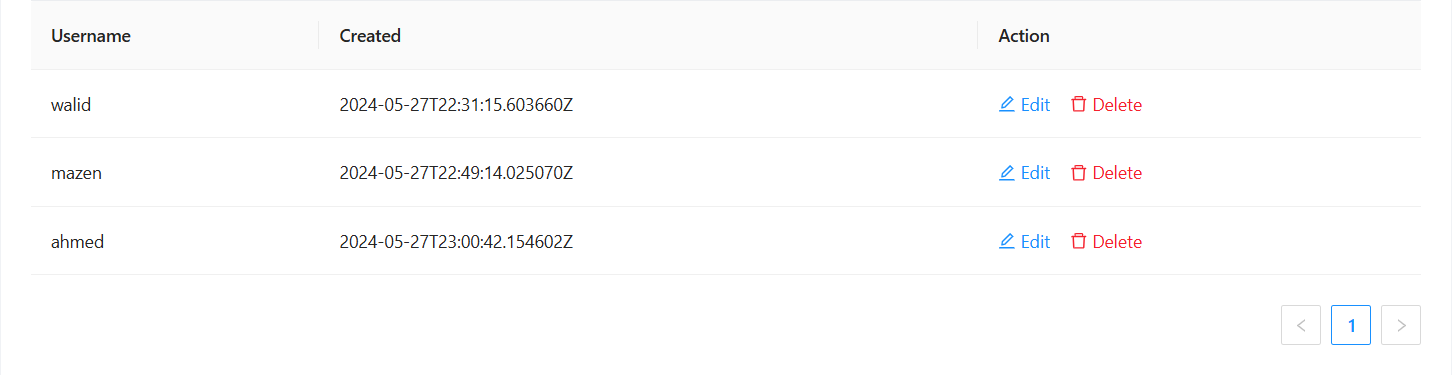 Username Created Action
walid 2024-05-27T22:31:15.603660Z Edit Delete
mazen 2024-05-27T22:49:14.025070Z Edit Delete
ahmed 2024-05-27T23:00:42.154602Z Edit Delete
1